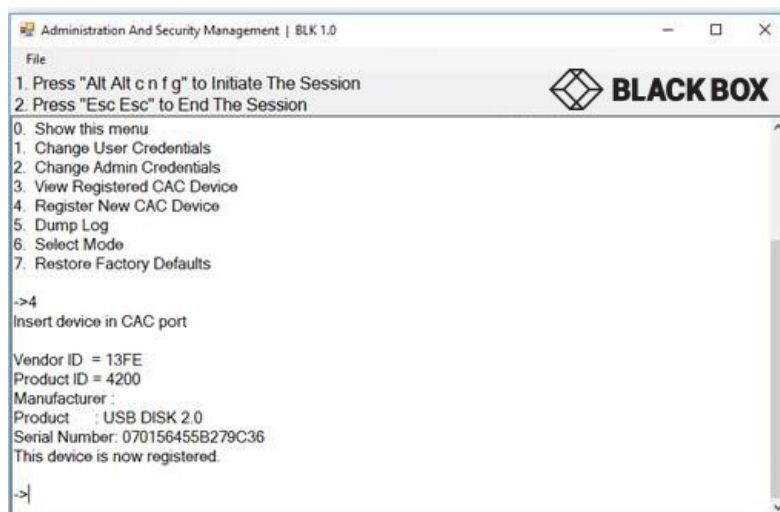 Administration And Security Management | BLK 1.0
File
1. Press "Alt Alt c n f g" to Initiate The Session
2. Press "Esc Esc" to End The Session
BLACK BOX
0. Show this menu
1. Change User Credentials
2. Change Admin Credentials
3. View Registered CAC Device
4. Register New CAC Device
5. Dump Log
6. Select Mode
7. Restore Factory Defaults
->4
Insert device in CAC port
Vendor ID = 13FE
Product ID = 4200
Manufacturer :
Product : USB DISK 2.0
Serial Number: 070156455B279C36
This device is now registered.
->